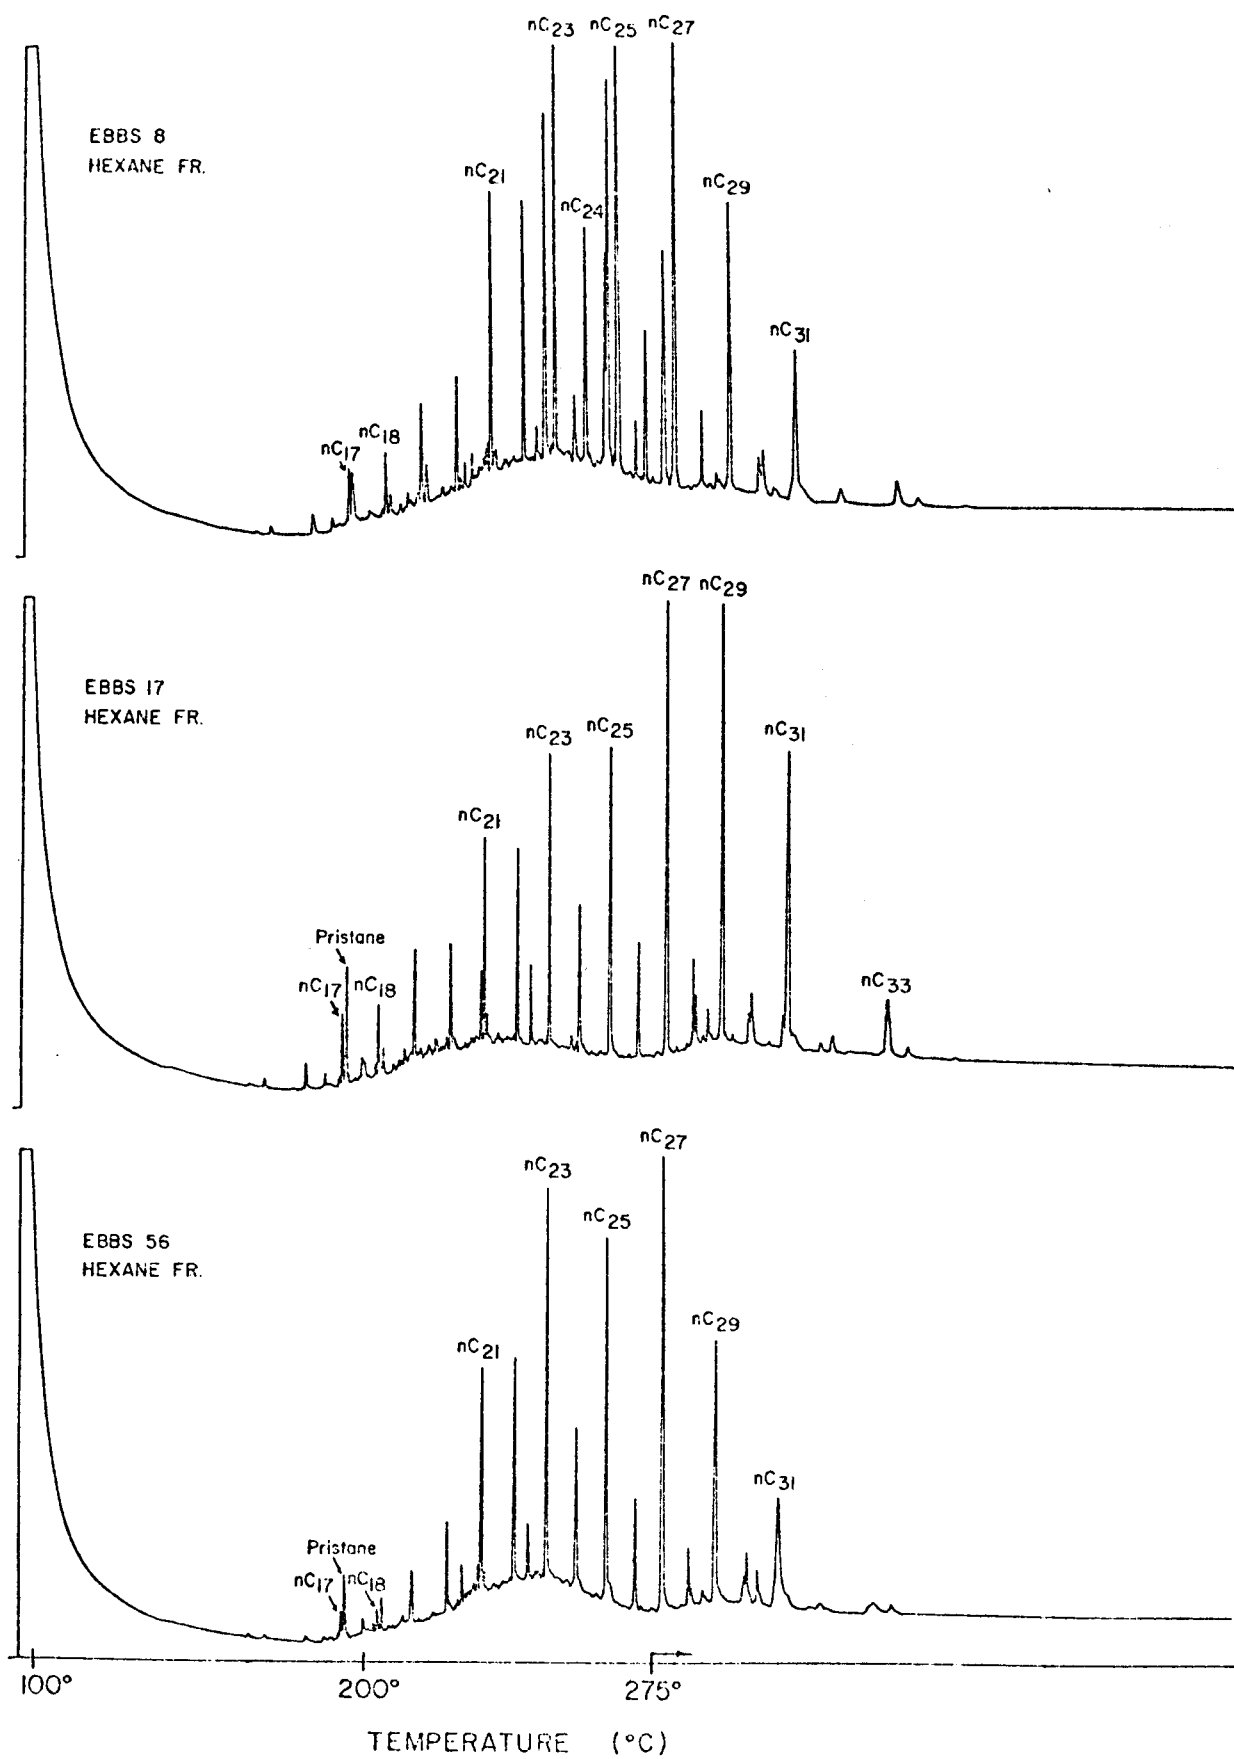 nC23 nC25 nC27
EBBS 8
HEXANE FR.
nC21
nC29
nC24
nC31
nC17
nC18
nC27 nC29
EBBS 17
HEXANE FR.
nC23
nC25
nC31
nC21
Pristane
nC17
nC18
nC33
nC27
nC23
nC25
EBBS 56
HEXANE FR.
nC29
nC21
nC31
Pristane
nC17
nC18
100° 200° 275°
TEMPERATURE (°C)